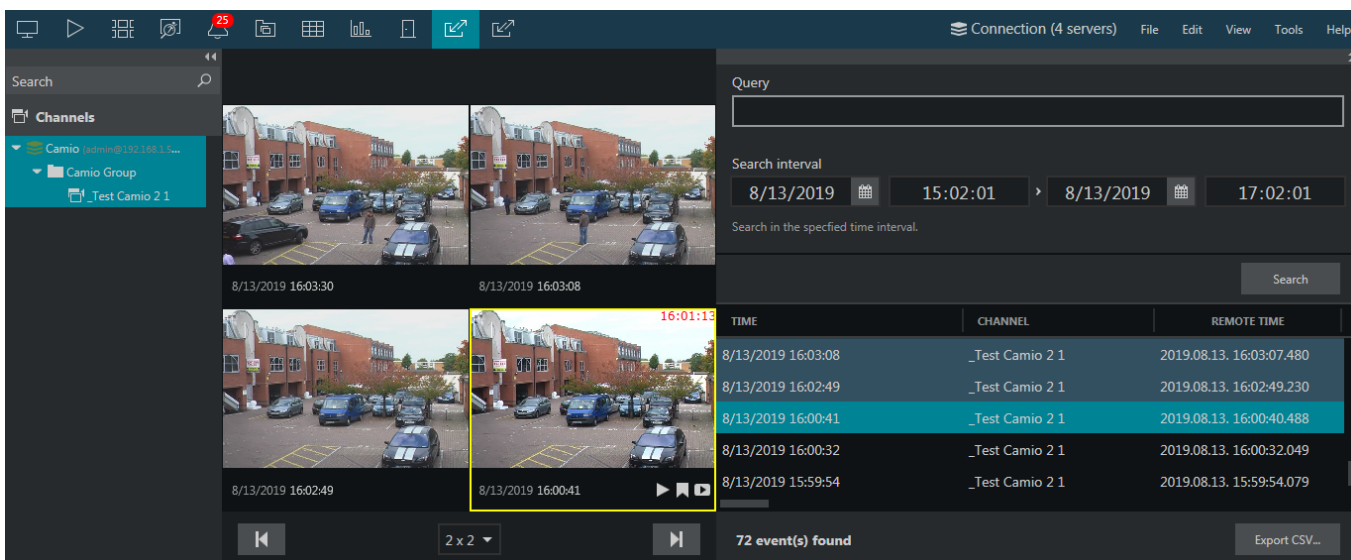 25
Connection (4 servers) File Edit View Tools Help
Search
Channels
Camio (admin@192.168.1.5...
Camio Group
_Test Camio 2 1
8/13/2019 16:03:30
8/13/2019 16:03:08
16:01:13
8/13/2019 16:02:49
8/13/2019 16:00:41
2 x 2
Query
Search interval
8/13/2019 15:02:01 › 8/13/2019 17:02:01
Search in the specfied time interval.
Search
TIME CHANNEL REMOTE TIME
8/13/2019 16:03:08 _Test Camio 2 1 2019.08.13. 16:03:07.480
8/13/2019 16:02:49 _Test Camio 2 1 2019.08.13. 16:02:49.230
8/13/2019 16:00:41 _Test Camio 2 1 2019.08.13. 16:00:40.488
8/13/2019 16:00:32 _Test Camio 2 1 2019.08.13. 16:00:32.049
8/13/2019 15:59:54 _Test Camio 2 1 2019.08.13. 15:59:54.079
72 event(s) found
Export CSV...